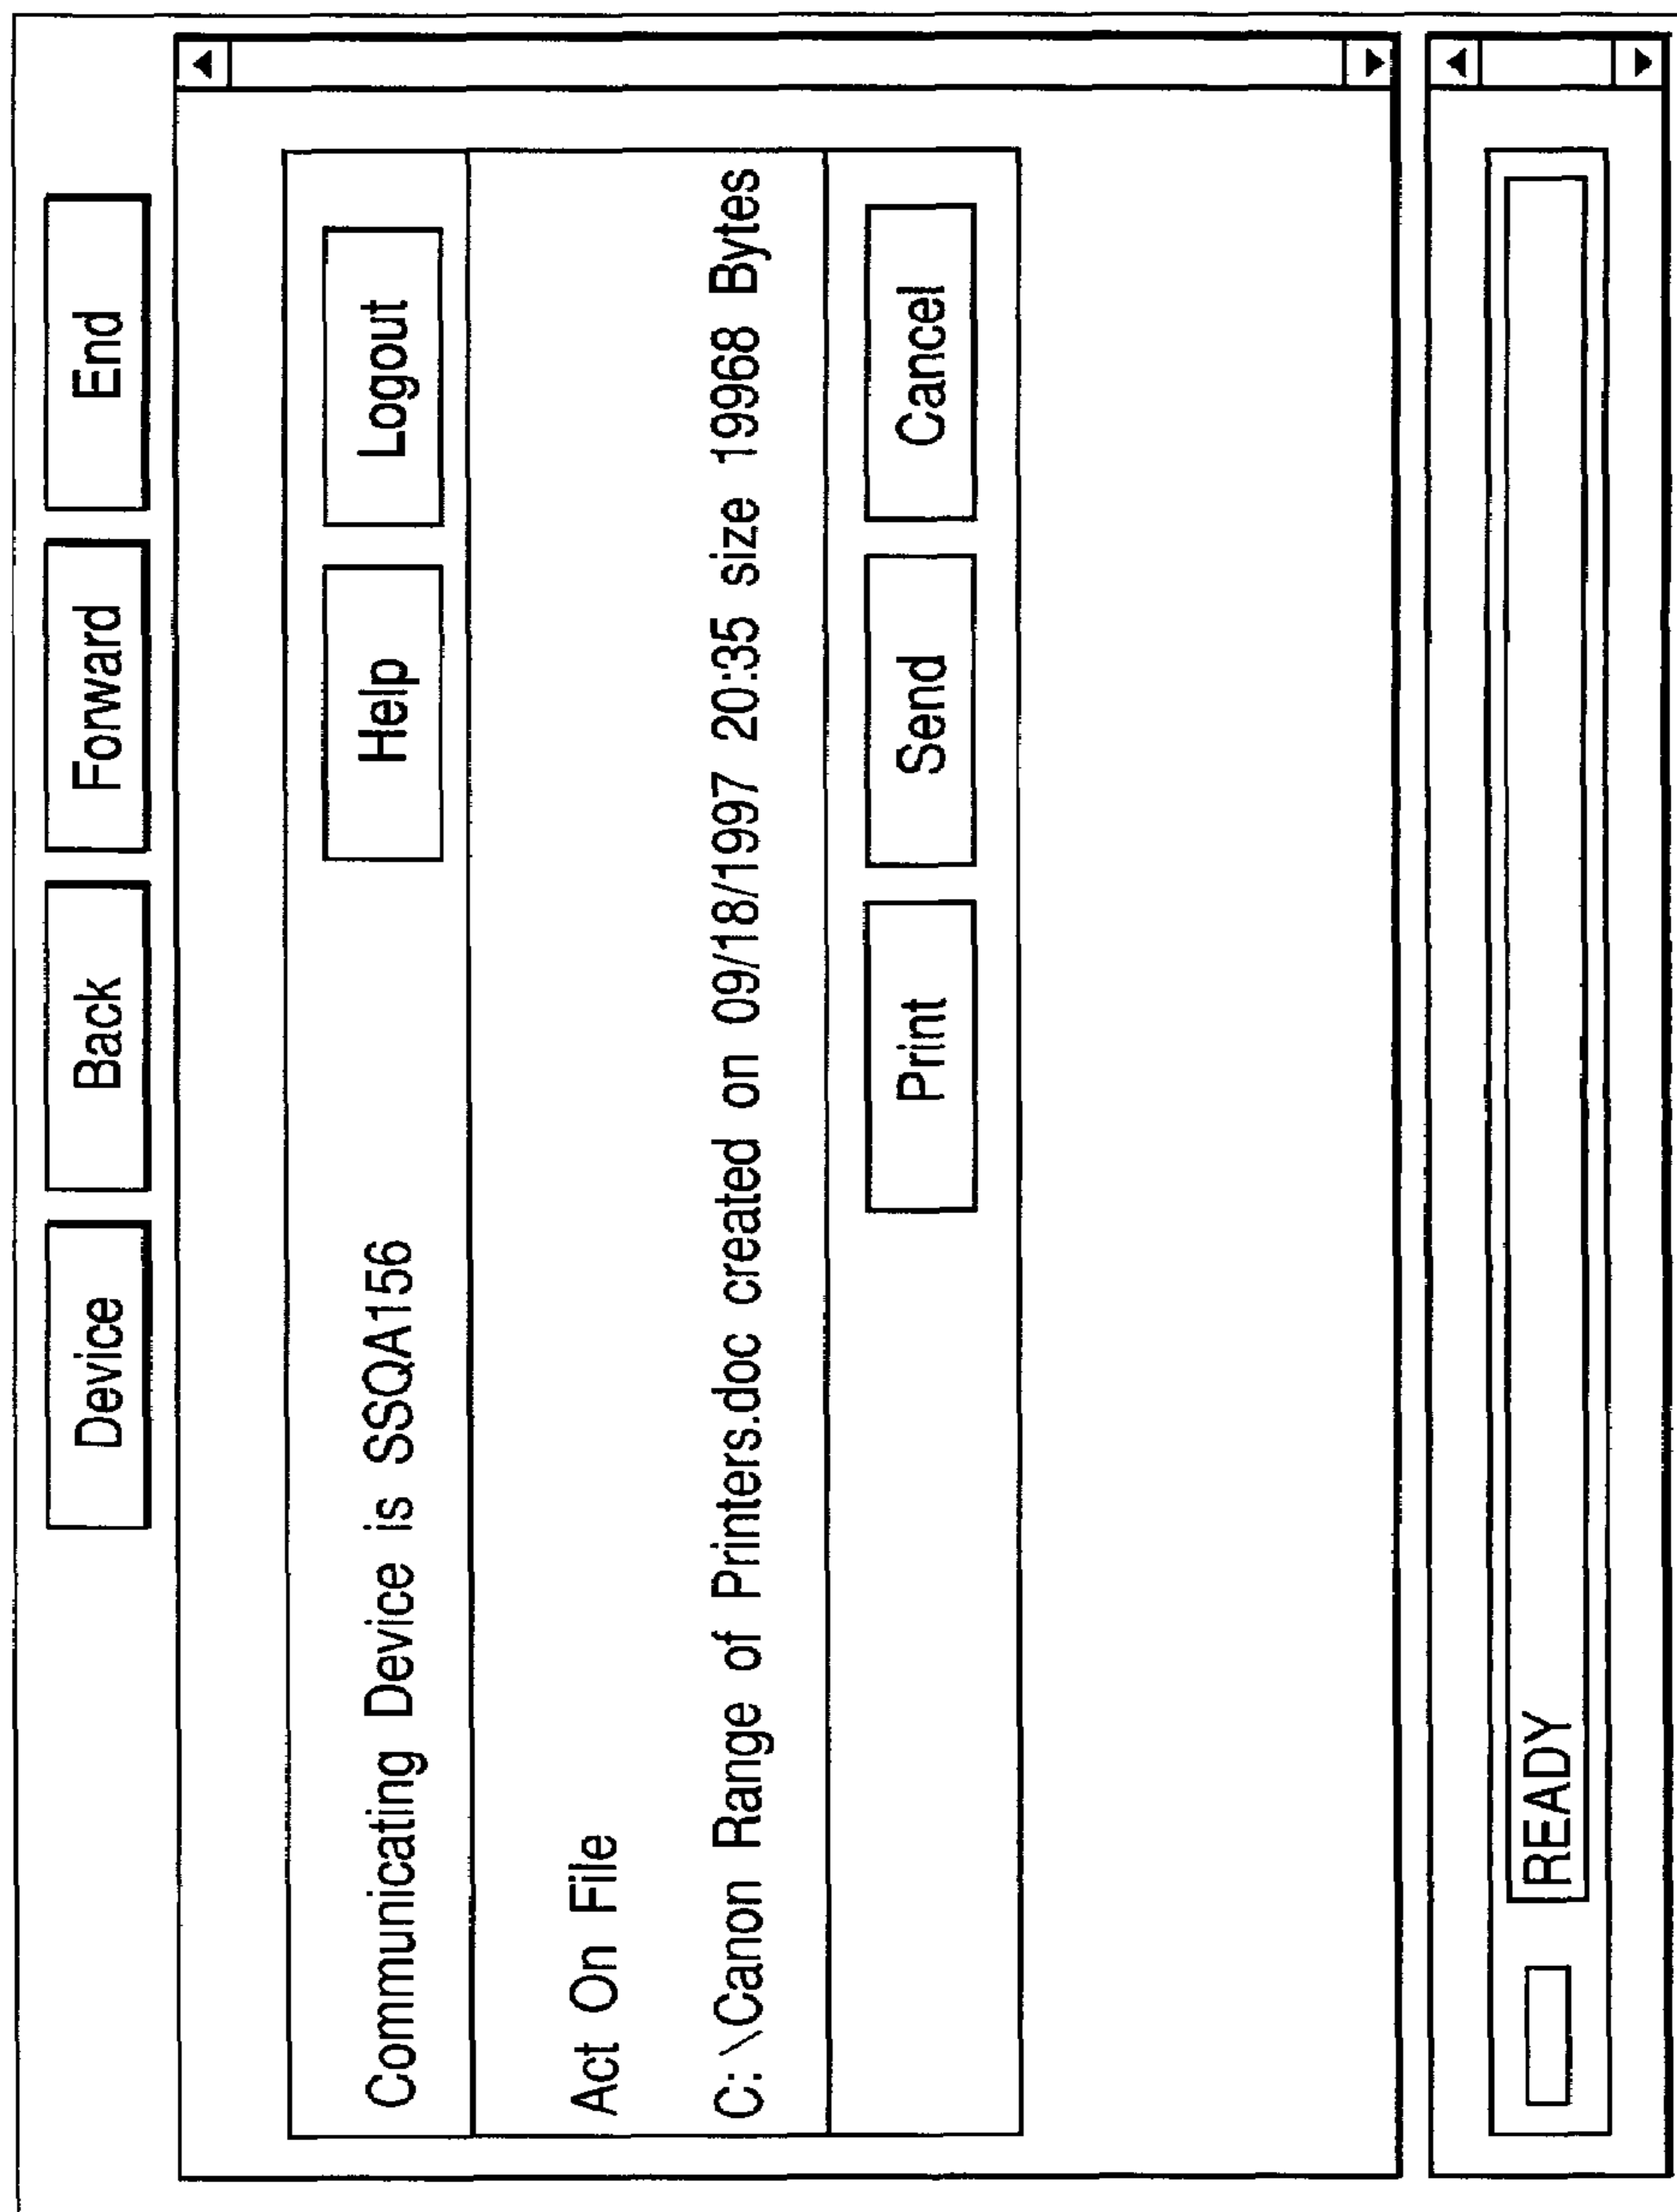 Device Back Forward End
Help Logout
Communicating Device is SSQA156
Act On File
C:\Canon Range of Printers.doc created on 09/18/1997 20:35 size 19968 Bytes
Print Send Cancel
READY